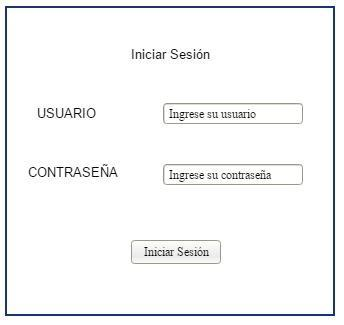 Iniciar Sesión
USUARIO Ingrese su usuario
CONTRASEÑA Ingrese su contraseña
Iniciar Sesión